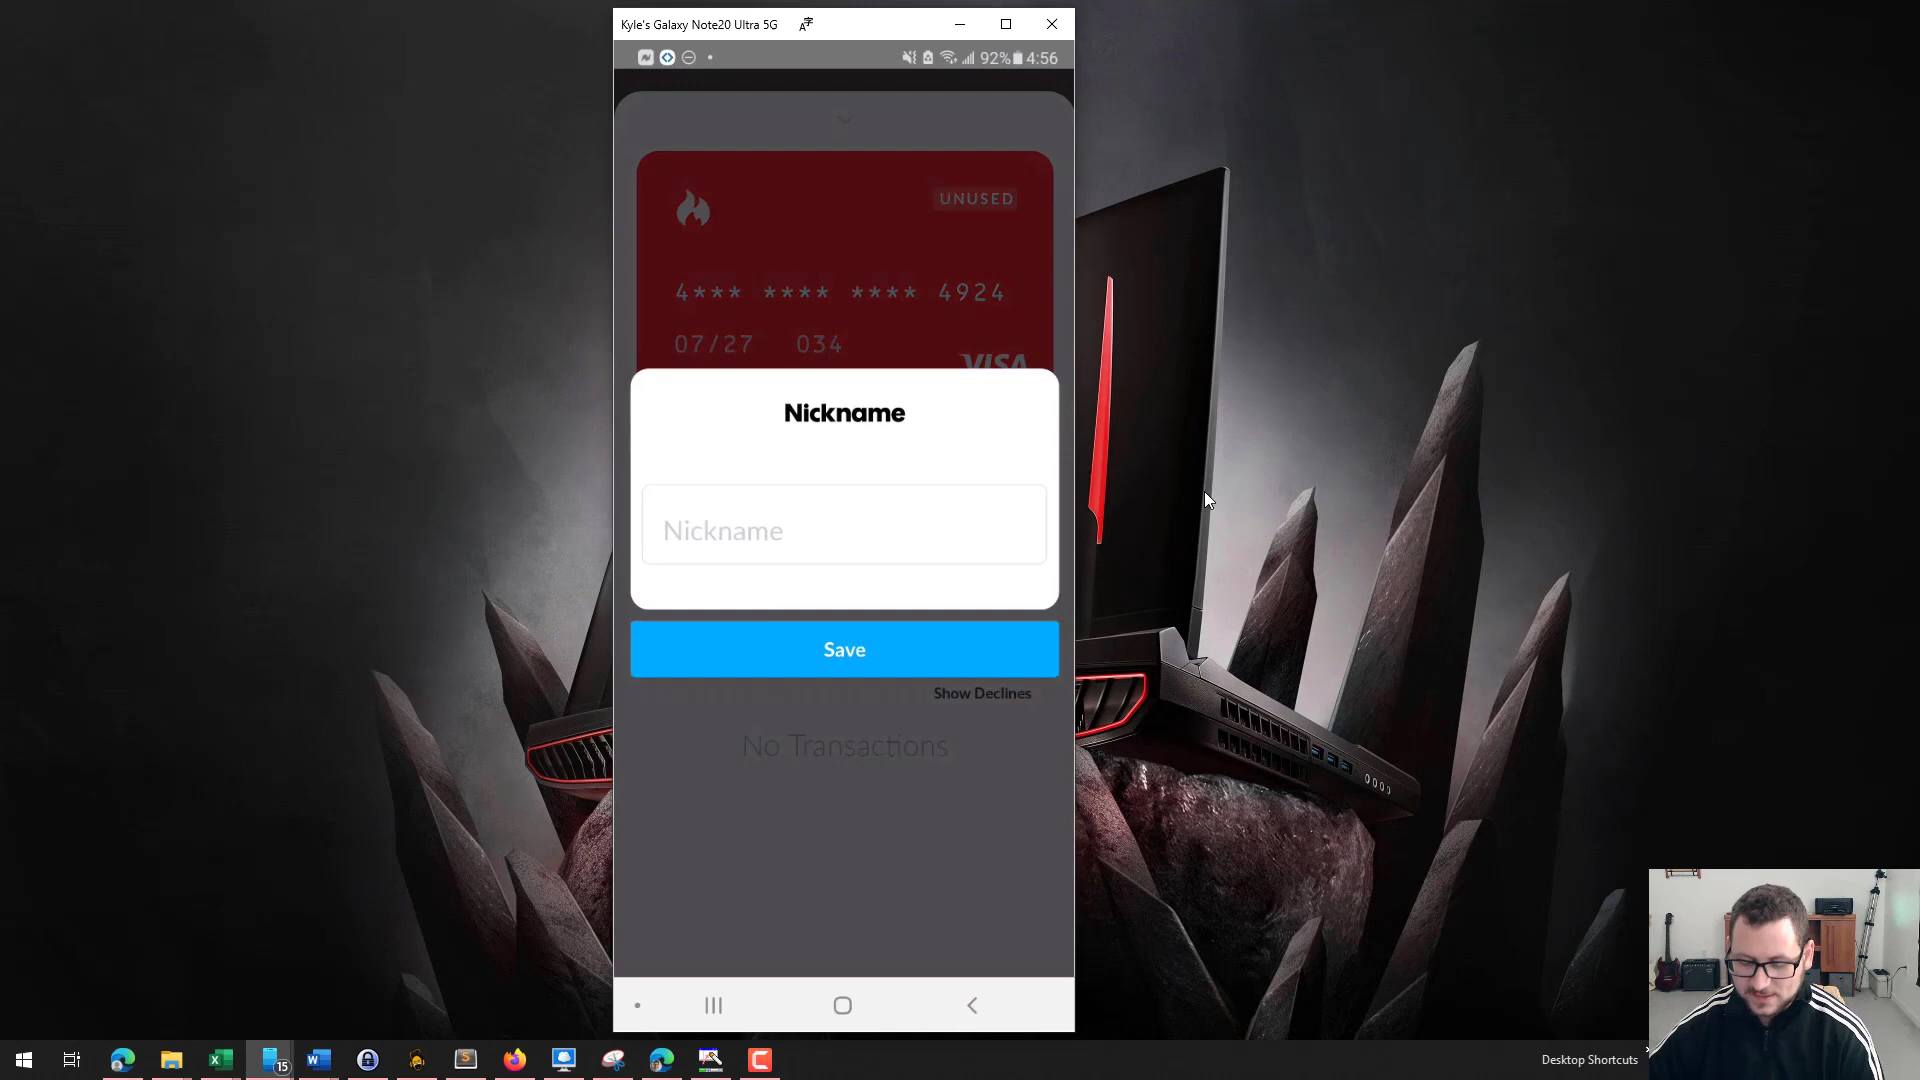 Kyle's Galaxy Note20 Ultra 5G
92% 4:56
UNUSED
4*** **** **** 4924
07/27 034
VISA
Nickname
Nickname
Save
Show Declines
No Transactions
15
Desktop Shortcuts